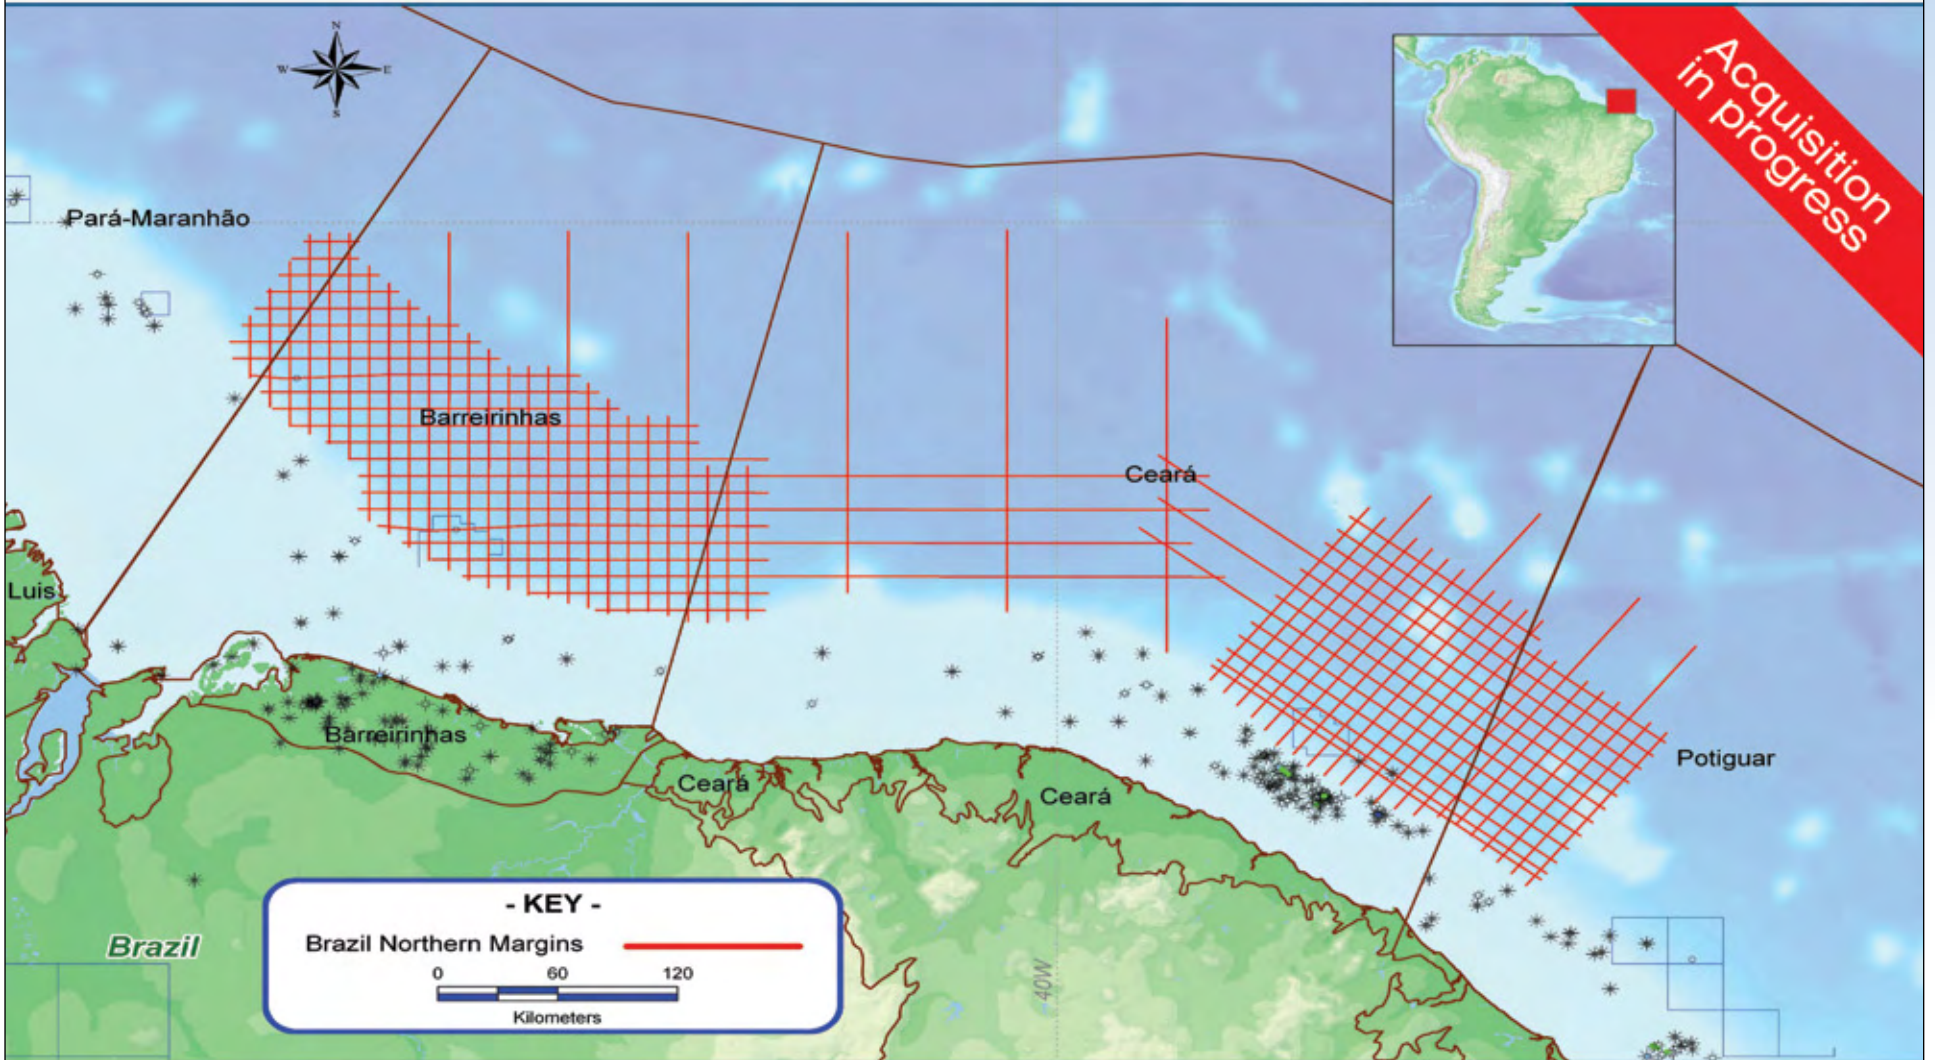 N
W
E
S
Acquisition
in progress
Pará-Maranhão
Barreirinhas
Ceará
Luis
Potiguar
Barreirinhas
Ceará
Ceará
Brazil
- KEY -
Brazil Northern Margins
0 60 120
Kilometers
40W